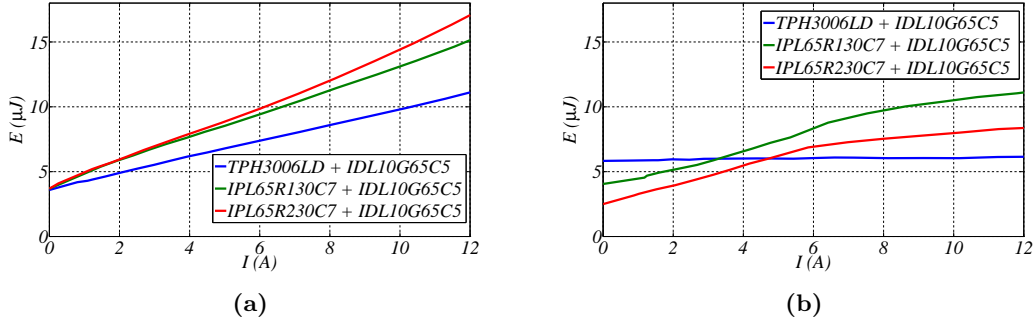 15
10
5
0
E (μJ)
TPH3006LD + IDL10G65C5
IPL65R130C7 + IDL10G65C5
IPL65R230C7 + IDL10G65C5
0 2 4 6 8 10 12
I (A)
(a)
15
10
5
0
E (μJ)
TPH3006LD + IDL10G65C5
IPL65R130C7 + IDL10G65C5
IPL65R230C7 + IDL10G65C5
0 2 4 6 8 10 12
I (A)
(b)